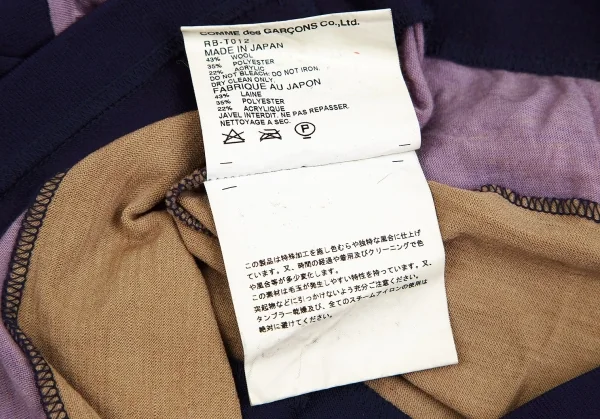 COMME des GARÇONS Co., Ltd.
RB-T012
MADE IN JAPAN
43% WOOL
35% POLYESTER
22% ACRYLIC
DO NOT BLEACH: DO NOT IRON.
DRY CLEAN ONLY.
FABRIQUE AU JAPON
43% LAINE
35% POLYESTER
22% ACRYLIQUE
JAVEL INTERDIT. NE PAS REPASSER.
NETTOYAGE A SEC.
P
この製品は特殊加工を施し色むらや独特な風合に仕上げ
ています。又、時間の経過や着用及びクリーニングで色
や風合等が多少変化します。
この素材は毛玉が発生しやすい特性を持っています。又、
突起物などに引っかけないよう充分ご注意ください。
タンブラー乾燥及び、全てのスチームアイロンの使用は
絶対に避けてください。